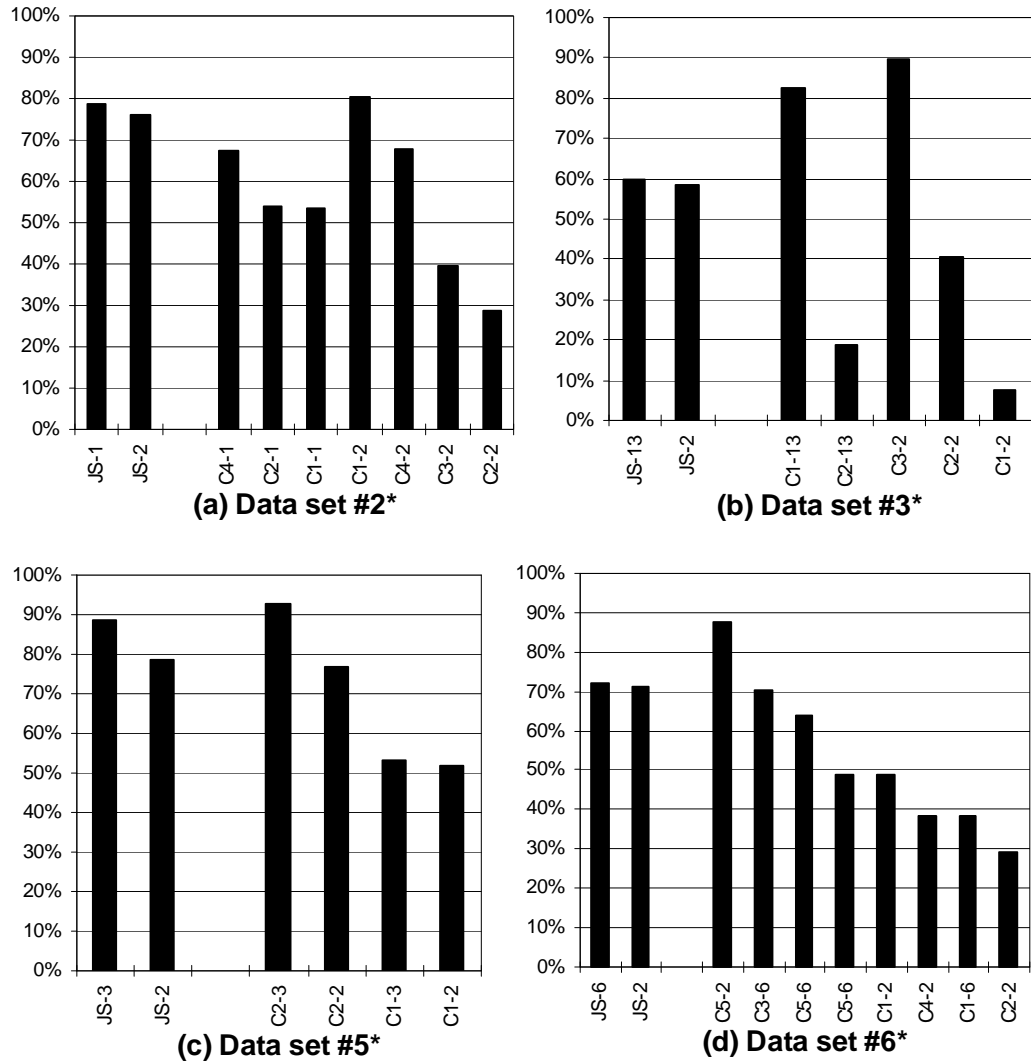 100%
90%
80%
70%
60%
50%
40%
30%
20%
10%
0%
JS-1
JS-2
C4-1
C2-1
C1-1
C1-2
C4-2
C3-2
C2-2
(a) Data set #2*
100%
90%
80%
70%
60%
50%
40%
30%
20%
10%
0%
JS-13
JS-2
C1-13
C2-13
C3-2
C2-2
C1-2
(b) Data set #3*
100%
90%
80%
70%
60%
50%
40%
30%
20%
10%
0%
JS-3
JS-2
C2-3
C2-2
C1-3
C1-2
(c) Data set #5*
100%
90%
80%
70%
60%
50%
40%
30%
20%
10%
0%
JS-6
JS-2
C5-2
C3-6
C5-6
C5-6
C1-2
C4-2
C1-6
C2-2
(d) Data set #6*